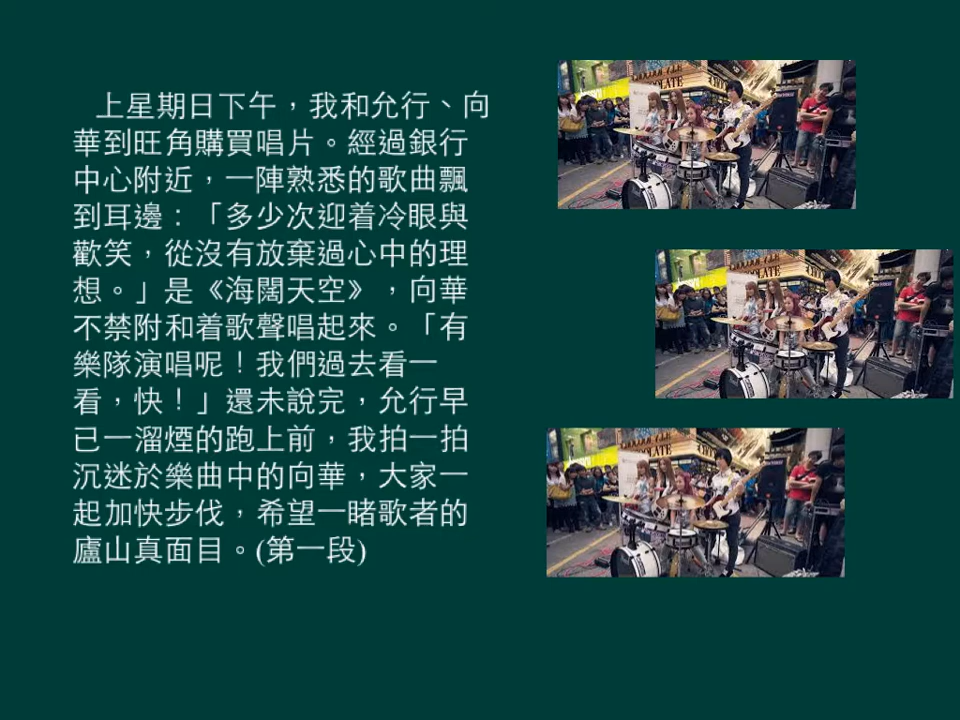 上星期日下午，我和允行、向
華到旺角購買唱片。經過銀行
中心附近，一陣熟悉的歌曲飄
到耳邊：「多少次迎着冷眼與
歡笑，從沒有放棄過心中的理
想。」是《海闊天空》，向華
不禁附和着歌聲唱起來。「有
樂隊演唱呢！我們過去看一
看，快！」還未說完，允行早
已一溜煙的跑上前，我拍一拍
沉迷於樂曲中的向華，大家一
起加快步伐，希望一睹歌者的
廬山真面目。(第一段)